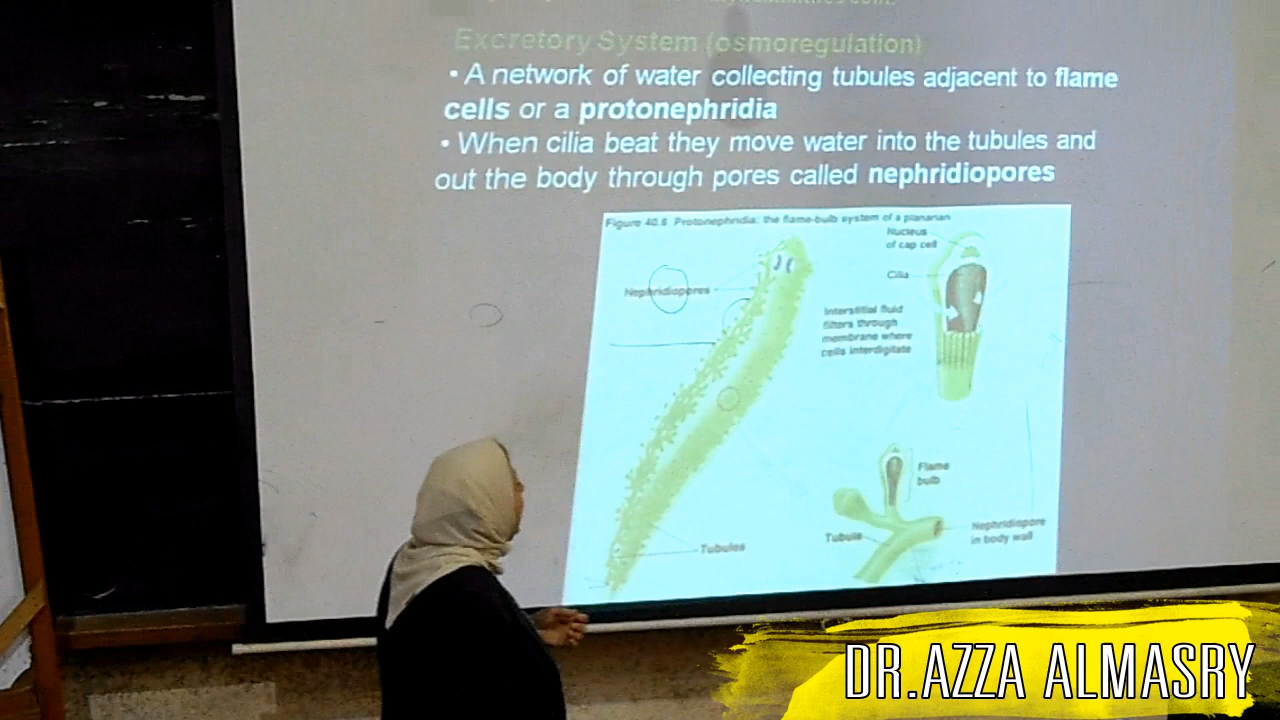 Excretory System (osmoregulation)
• A network of water collecting tubules adjacent to flame
cells or a protonephridia
• When cilia beat they move water into the tubules and
out the body through pores called nephridiopores
Figure 40.8 Protonephridia: the flame-bulb system of a planarian
Nucleus
of cap cell
Cilia
Nephridiopores
Interstitial fluid
filters through
membrane where
cells interdigitate
Flame
bulb
Nephridiopore
in body wall
Tubule
Tubules
DR.AZZA ALMASRY